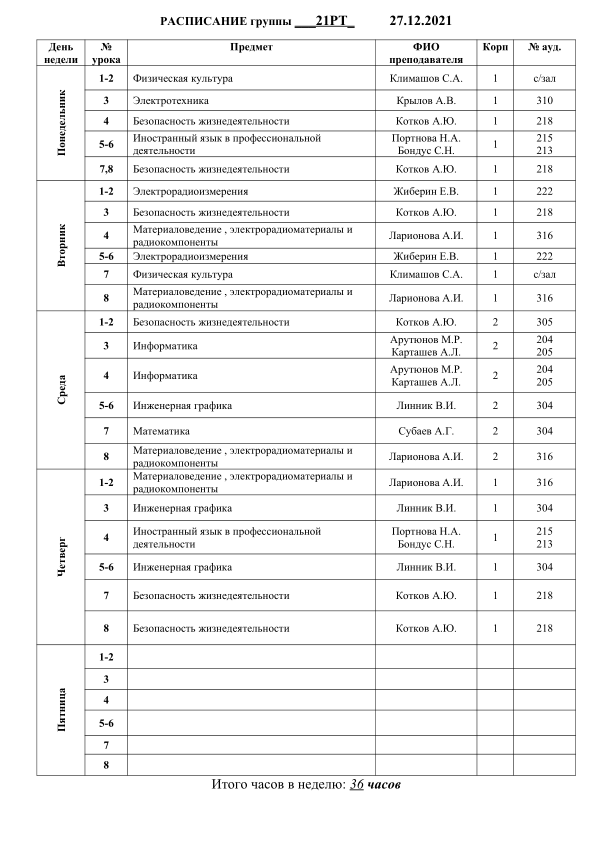 РАСПИСАНИЕ группы ___21РТ_ 27.12.2021
День недели № урока Предмет ФИО преподавателя Корп № ауд.
Понедельник
1-2 Физическая культура Климашов С.А. 1 с/зал
3 Электротехника Крылов А.В. 1 310
4 Безопасность жизнедеятельности Котков А.Ю. 1 218
5-6 Иностранный язык в профессиональной деятельности Портнова Н.А. Бондус С.Н. 1 215 213
7,8 Безопасность жизнедеятельности Котков А.Ю. 1 218
Вторник
1-2 Электрорадиоизмерения Жиберин Е.В. 1 222
3 Безопасность жизнедеятельности Котков А.Ю. 1 218
4 Материаловедение , электрорадиоматериалы и радиокомпоненты Ларионова А.И. 1 316
5-6 Электрорадиоизмерения Жиберин Е.В. 1 222
7 Физическая культура Климашов С.А. 1 с/зал
8 Материаловедение , электрорадиоматериалы и радиокомпоненты Ларионова А.И. 1 316
Среда
1-2 Безопасность жизнедеятельности Котков А.Ю. 2 305
3 Информатика Арутюнов М.Р. Карташев А.Л. 2 204 205
4 Информатика Арутюнов М.Р. Карташев А.Л. 2 204 205
5-6 Инженерная графика Линник В.И. 2 304
7 Математика Субаев А.Г. 2 304
8 Материаловедение , электрорадиоматериалы и радиокомпоненты Ларионова А.И. 2 316
Четверг
1-2 Материаловедение , электрорадиоматериалы и радиокомпоненты Ларионова А.И. 1 316
3 Инженерная графика Линник В.И. 1 304
4 Иностранный язык в профессиональной деятельности Портнова Н.А. Бондус С.Н. 1 215 213
5-6 Инженерная графика Линник В.И. 1 304
7 Безопасность жизнедеятельности Котков А.Ю. 1 218
8 Безопасность жизнедеятельности Котков А.Ю. 1 218
Пятница
1-2
3
4
5-6
7
8
Итого часов в неделю: 36 часов